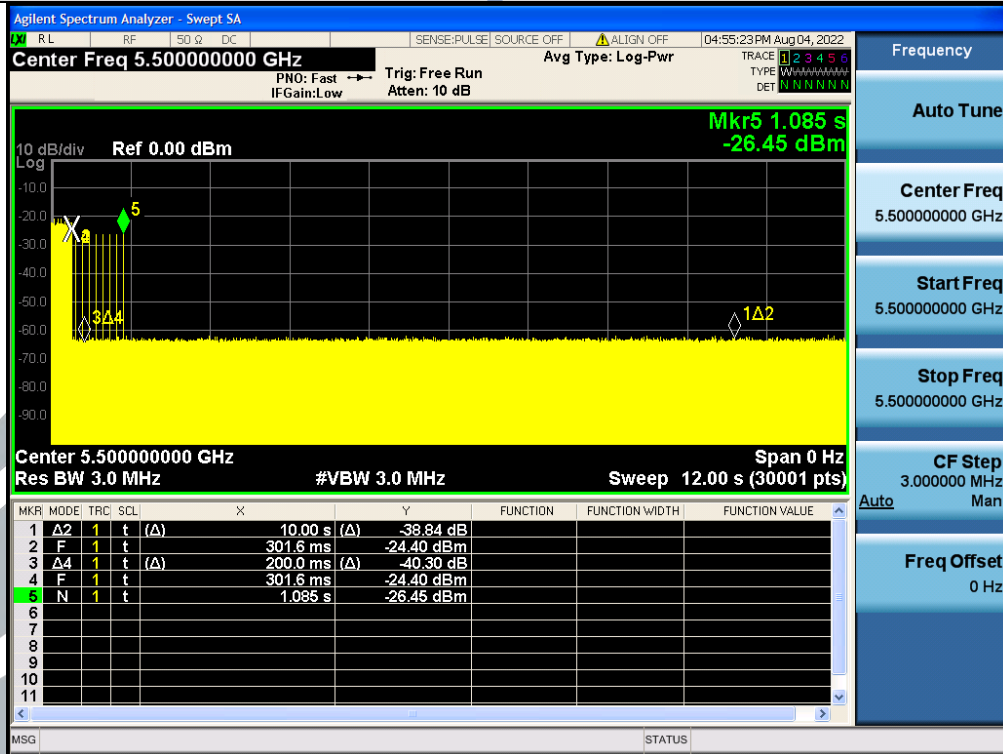 Agilent Spectrum Analyzer - Swept SA
LXI RL RF 50 Ω DC SENSE:PULSE SOURCE OFF ALIGN OFF 04:55:23 PM Aug 04, 2022
Center Freq 5.500000000 GHz
PNO: Fast
IFGain:Low
Trig: Free Run
Atten: 10 dB
Avg Type: Log-Pwr
TRACE 1 2 3 4 5 6
TYPE W
DET N N N N N N
Mkr5 1.085 s
-26.45 dBm
10 dB/div Ref 0.00 dBm
Log
-10.0
-20.0
-30.0
-40.0
-50.0
-60.0
-70.0
-80.0
-90.0
5
X
3Δ4
1Δ2
Center 5.500000000 GHz Span 0 Hz
Res BW 3.0 MHz #VBW 3.0 MHz Sweep 12.00 s (30001 pts)
MKR MODE TRC SCL X Y FUNCTION FUNCTION WIDTH FUNCTION VALUE
1 Δ2 1 t (Δ) 10.00 s (Δ) -38.84 dB
2 F 1 t 301.6 ms -24.40 dBm
3 Δ4 1 t (Δ) 200.0 ms (Δ) -40.30 dB
4 F 1 t 301.6 ms -24.40 dBm
5 N 1 t 1.085 s -26.45 dBm
6
7
8
9
10
11
MSG STATUS
Frequency
Auto Tune
Center Freq
5.500000000 GHz
Start Freq
5.500000000 GHz
Stop Freq
5.500000000 GHz
CF Step
3.000000 MHz
Auto Man
Freq Offset
0 Hz